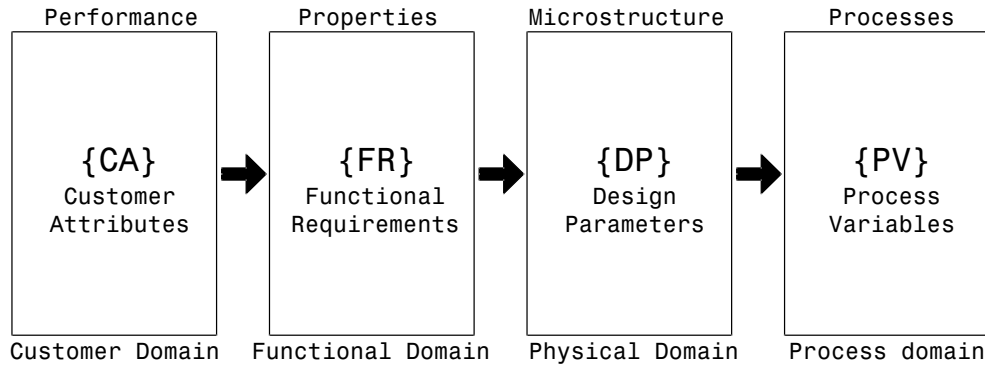 Performance
Properties
Microstructure
Processes
{CA}
Customer
Attributes
{FR}
Functional
Requirements
{DP}
Design
Parameters
{PV}
Process
Variables
Customer Domain
Functional Domain
Physical Domain
Process domain